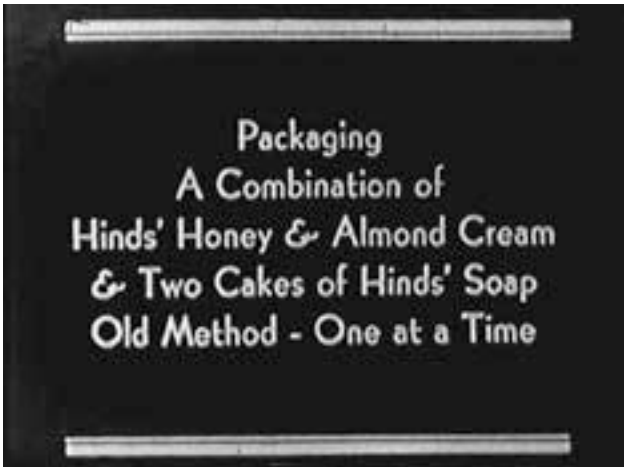 Packaging
A Combination of
Hinds' Honey & Almond Cream
& Two Cakes of Hinds' Soap
Old Method - One at a Time